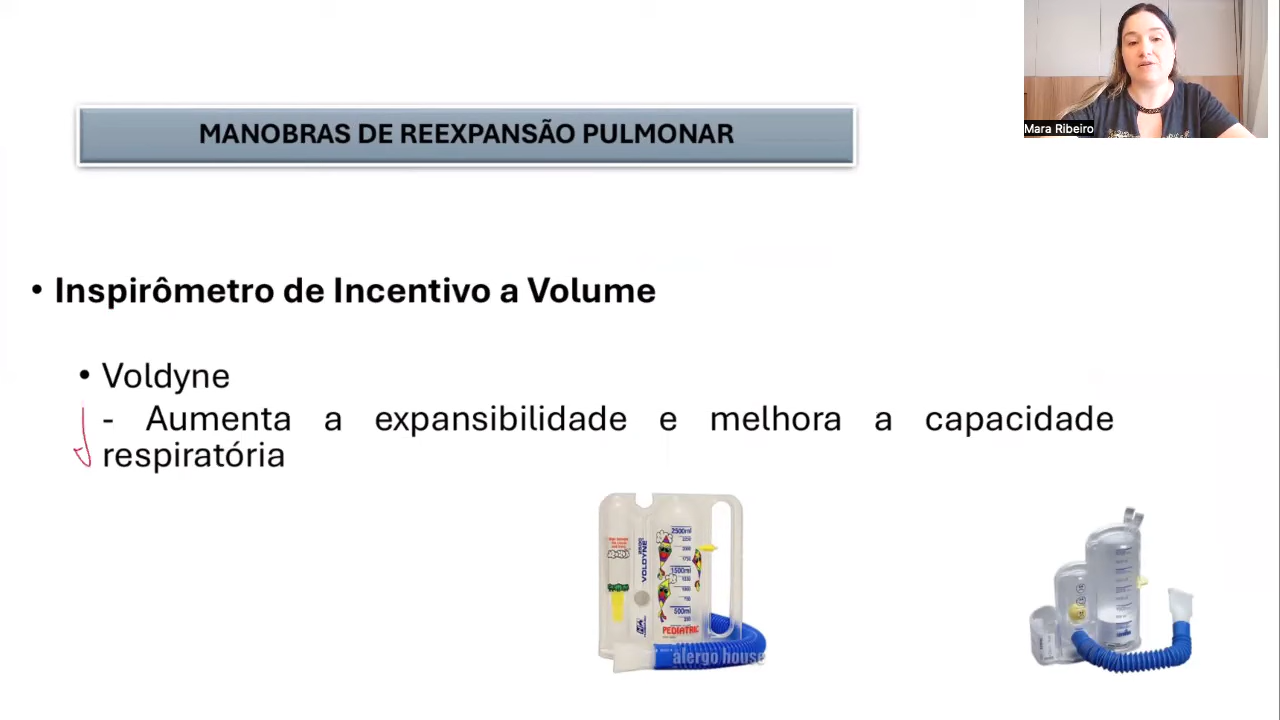 Mara Ribeiro
MANOBRAS DE REEXPANSÃO PULMONAR
• Inspirômetro de Incentivo a Volume
• Voldyne
- Aumenta a expansibilidade e melhora a capacidade
respiratória
2500ml
VOLDYNE
1500ml
500ml
PEDIATRIC
alergo house